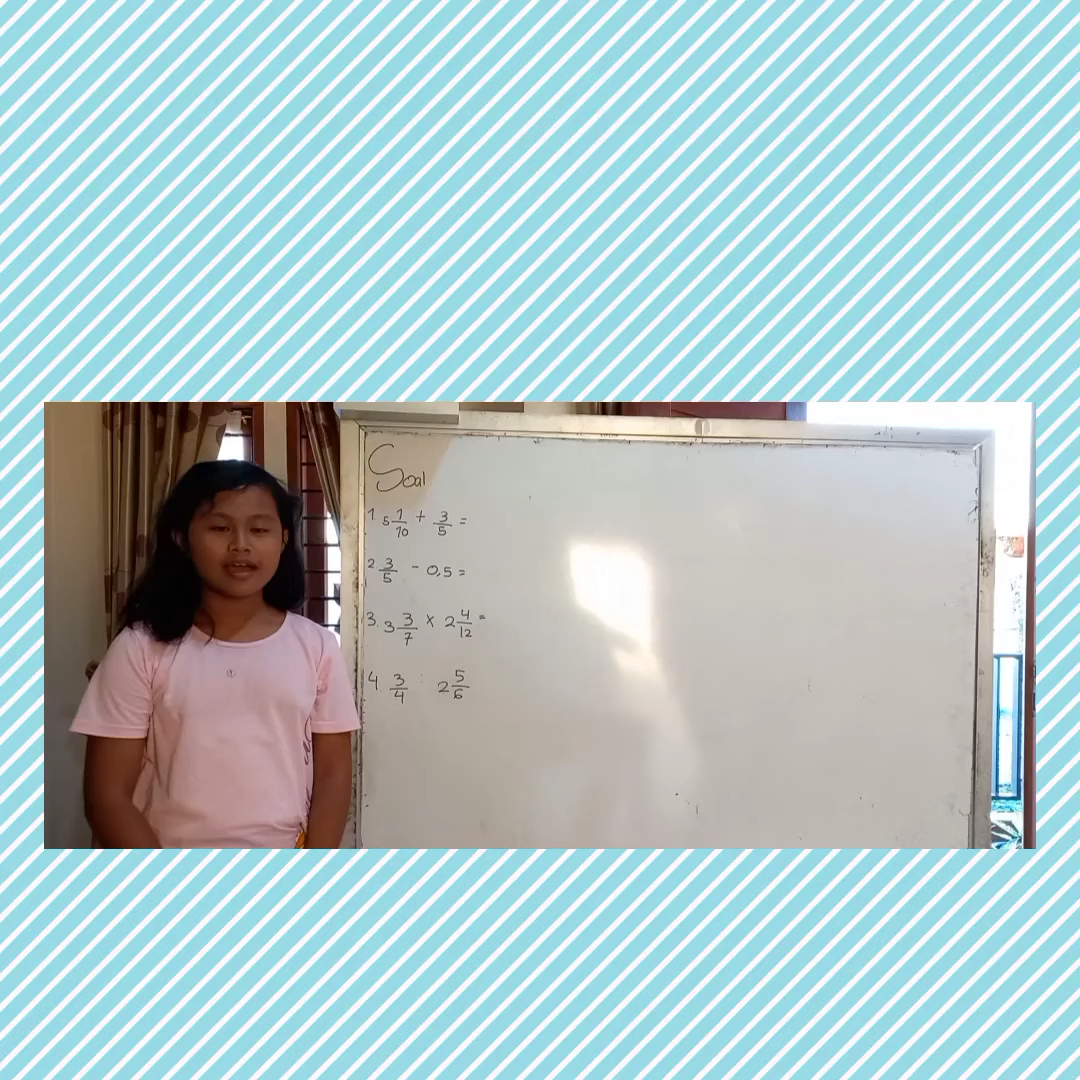 Soal
1. 5 1/10 + 3/5 =
2. 3/5 - 0,5 =
3. 3 3/7 x 2 4/12 =
4. 3/4 : 2 5/6